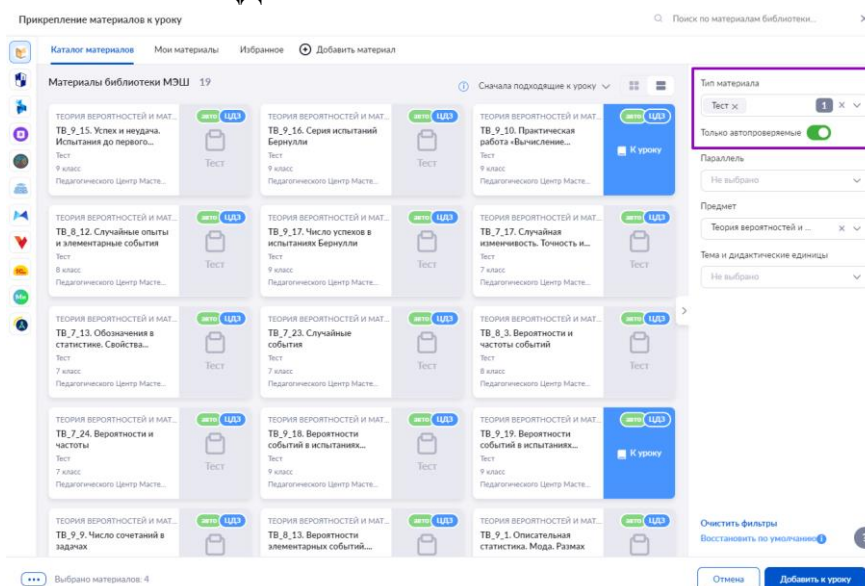 Прикрепление материалов к уроку
Поиск по материалам библиотеки...
Каталог материалов Мои материалы Избранное Добавить материал
Материалы библиотеки МЭШ 19
Сначала подходящие к уроку
ТЕОРИЯ ВЕРОЯТНОСТЕЙ И МАТ...
ТВ_9_15. Успех и неудача.
Испытания до первого...
Тест
9 класс
Педагогического Центр Масте...
авто ЦДЗ
Тест
ТЕОРИЯ ВЕРОЯТНОСТЕЙ И МАТ...
ТВ_9_16. Серия испытаний
Бернулли
Тест
9 класс
Педагогического Центр Масте...
авто ЦДЗ
Тест
ТЕОРИЯ ВЕРОЯТНОСТЕЙ И МАТ...
ТВ_9_10. Практическая
работа «Вычисление...
Тест
9 класс
Педагогического Центр Масте...
авто ЦДЗ
К уроку
ТЕОРИЯ ВЕРОЯТНОСТЕЙ И МАТ...
ТВ_8_12. Случайные опыты
и элементарные события
Тест
8 класс
Педагогического Центр Масте...
авто ЦДЗ
Тест
ТЕОРИЯ ВЕРОЯТНОСТЕЙ И МАТ...
ТВ_9_17. Число успехов в
испытаниях Бернулли
Тест
9 класс
Педагогического Центр Масте...
авто ЦДЗ
Тест
ТЕОРИЯ ВЕРОЯТНОСТЕЙ И МАТ...
ТВ_7_17. Случайная
изменчивость. Точность и...
Тест
7 класс
Педагогического Центр Масте...
авто ЦДЗ
Тест
ТЕОРИЯ ВЕРОЯТНОСТЕЙ И МАТ...
ТВ_7_13. Обозначения в
статистике. Свойства...
Тест
7 класс
Педагогического Центр Масте...
авто ЦДЗ
Тест
ТЕОРИЯ ВЕРОЯТНОСТЕЙ И МАТ...
ТВ_7_23. Случайные
события
Тест
7 класс
Педагогического Центр Масте...
авто ЦДЗ
Тест
ТЕОРИЯ ВЕРОЯТНОСТЕЙ И МАТ...
ТВ_8_3. Вероятности и
частоты событий
Тест
8 класс
Педагогического Центр Масте...
авто ЦДЗ
Тест
ТЕОРИЯ ВЕРОЯТНОСТЕЙ И МАТ...
ТВ_7_24. Вероятности и
частоты
Тест
7 класс
Педагогического Центр Масте...
авто ЦДЗ
Тест
ТЕОРИЯ ВЕРОЯТНОСТЕЙ И МАТ...
ТВ_9_18. Вероятности
событий в испытаниях...
Тест
9 класс
Педагогического Центр Масте...
авто ЦДЗ
Тест
ТЕОРИЯ ВЕРОЯТНОСТЕЙ И МАТ...
ТВ_9_19. Вероятности
событий в испытаниях...
Тест
9 класс
Педагогического Центр Масте...
авто ЦДЗ
К уроку
ТЕОРИЯ ВЕРОЯТНОСТЕЙ И МАТ...
ТВ_9_9. Число сочетаний в
задачах
авто ЦДЗ
ТЕОРИЯ ВЕРОЯТНОСТЕЙ И МАТ...
ТВ_8_13. Вероятности
элементарных событий....
авто ЦДЗ
ТЕОРИЯ ВЕРОЯТНОСТЕЙ И МАТ...
ТВ_9_1. Описательная
статистика. Мода. Размах
авто ЦДЗ
Тип материала
Тест 1
Только автопроверяемые
Параллель
Не выбрано
Предмет
Теория вероятностей и ...
Тема и дидактические единицы
Не выбрано
Очистить фильтры
Восстановить по умолчанию
Выбрано материалов: 4
Отмена
Добавить к уроку